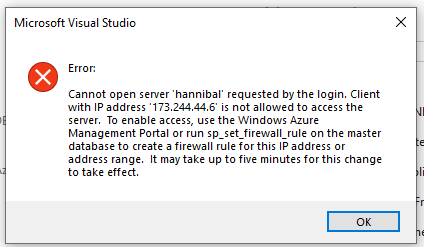 Microsoft Visual Studio
Error:
Cannot open server 'hannibal' requested by the login. Client
with IP address '173.244.44.6' is not allowed to access the
server. To enable access, use the Windows Azure
Management Portal or run sp_set_firewall_rule on the master
database to create a firewall rule for this IP address or
address range. It may take up to five minutes for this change
to take effect.
OK